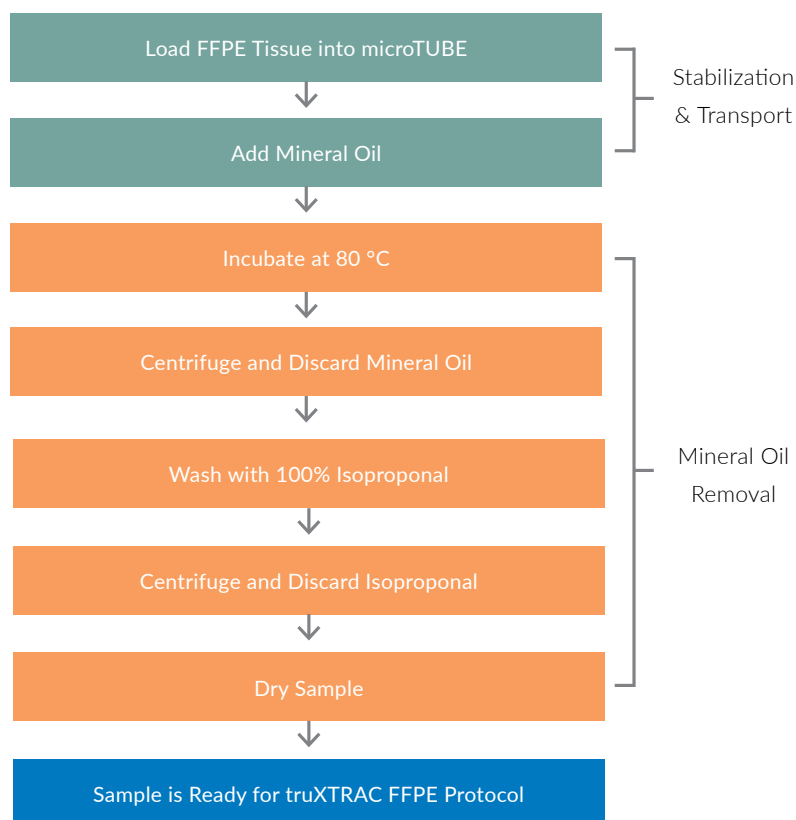 Load FFPE Tissue into microTUBE
Stabilization
& Transport
Add Mineral Oil
Incubate at 80 °C
Centrifuge and Discard Mineral Oil
Wash with 100% Isoproponal
Mineral Oil
Removal
Centrifuge and Discard Isoproponal
Dry Sample
Sample is Ready for truXTRAC FFPE Protocol